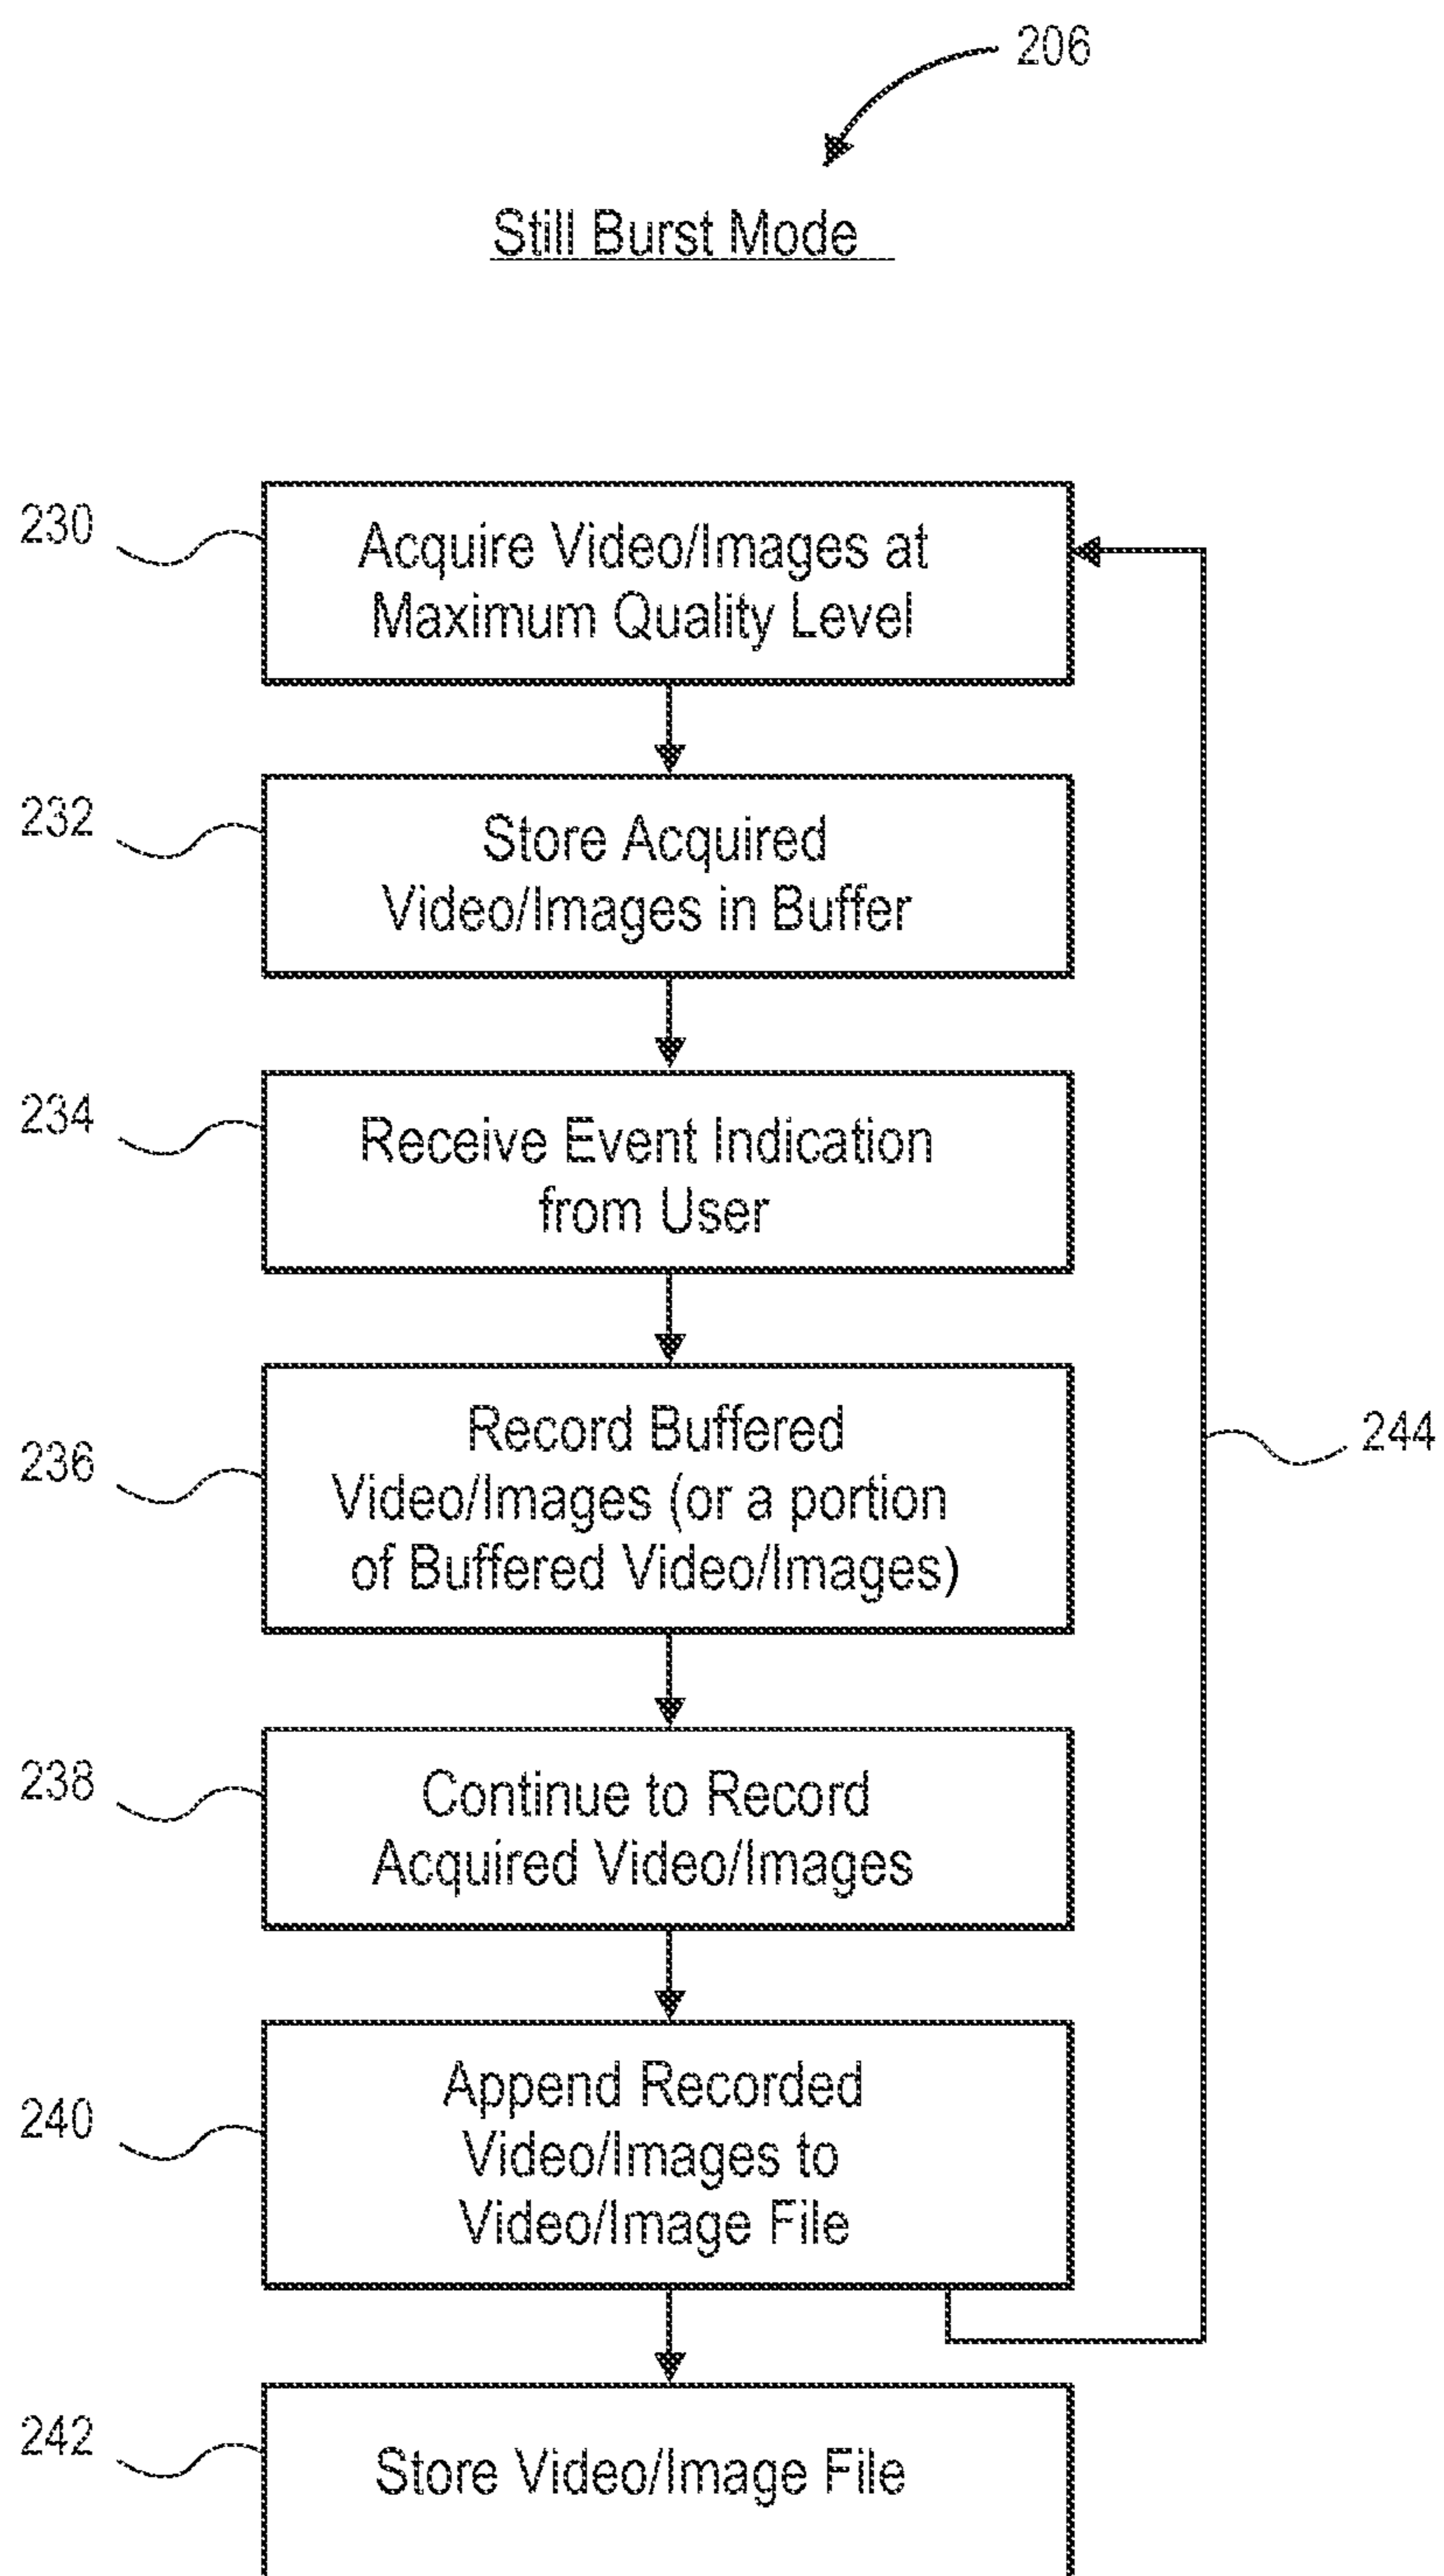 206
Still Burst Mode
230
Acquire Video/Images at
Maximum Quality Level
232
Store Acquired
Video/Images in Buffer
234
Receive Event Indication
from User
236
Record Buffered
Video/Images (or a portion
of Buffered Video/Images)
244
238
Continue to Record
Acquired Video/Images
240
Append Recorded
Video/Images to
Video/Image File
242
Store Video/Image File